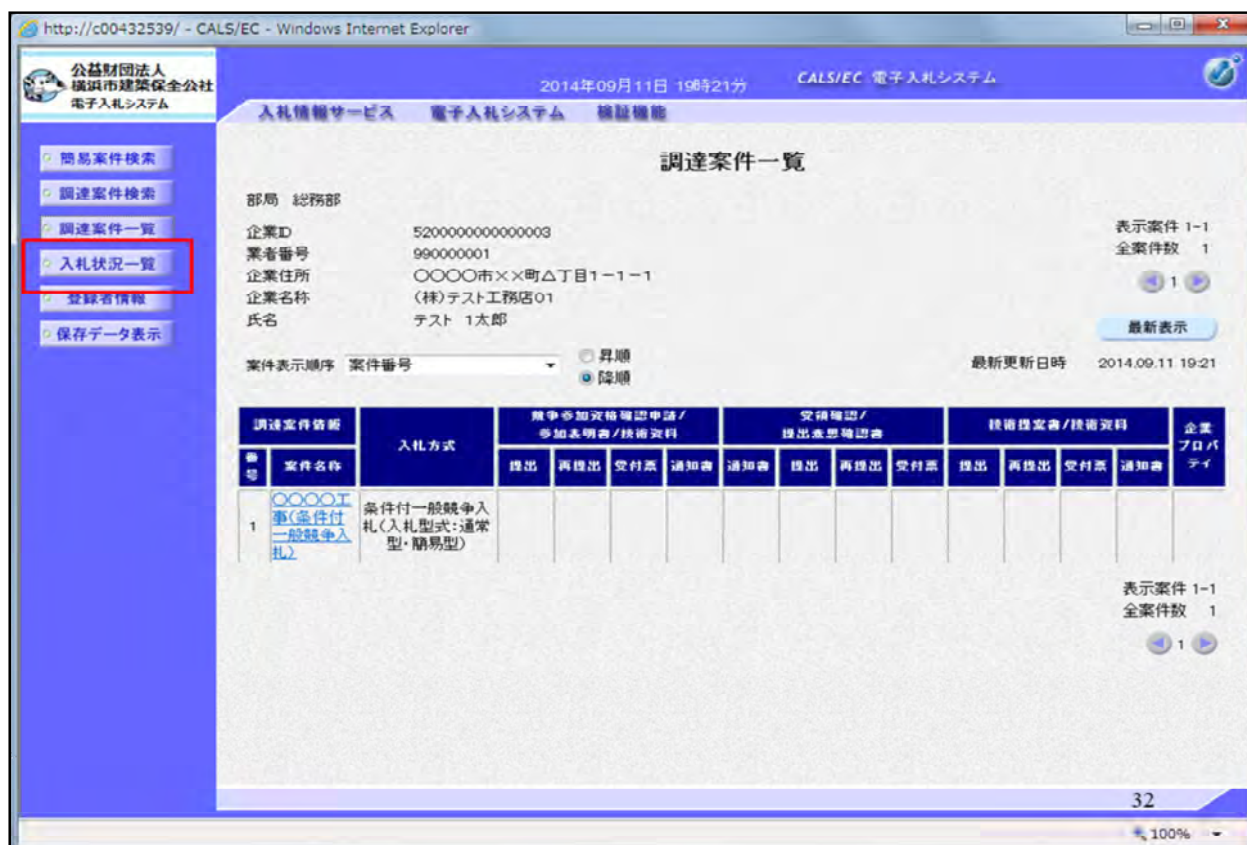 http://c00432539/ - CALS/EC - Windows Internet Explorer
公益財団法人
横浜市建築保全公社
電子入札システム
2014年09月11日 19時21分
CALS/EC 電子入札システム
入札情報サービス 電子入札システム 検証機能
簡易案件検索
調達案件検索
調達案件一覧
入札状況一覧
登録者情報
保存データ表示
調達案件一覧
部局 総務部
企業ID 5200000000000003
業者番号 990000001
企業住所 〇〇〇〇市××町△丁目1-1-1
企業名称 (株)テスト工務店01
氏名 テスト 1太郎
表示案件 1-1
全案件数 1
1
最新表示
案件表示順序 案件番号
昇順
降順
最新更新日時 2014.09.11 19:21
調達案件情報
入札方式
競争参加資格確認申請/
参加表明書/技術資料
受領確認/
提出意思確認書
技術提案書/技術資料
企業
プロパ
ティ
番
号
案件名称
提出 再提出 受付票 通知書 通知書 提出 再提出 受付票 提出 再提出 受付票 通知書
1
〇〇〇〇工
事(条件付
一般競争入
札)
条件付一般競争入
札(入札型式:通常
型・簡易型)
表示案件 1-1
全案件数 1
1
32
100%